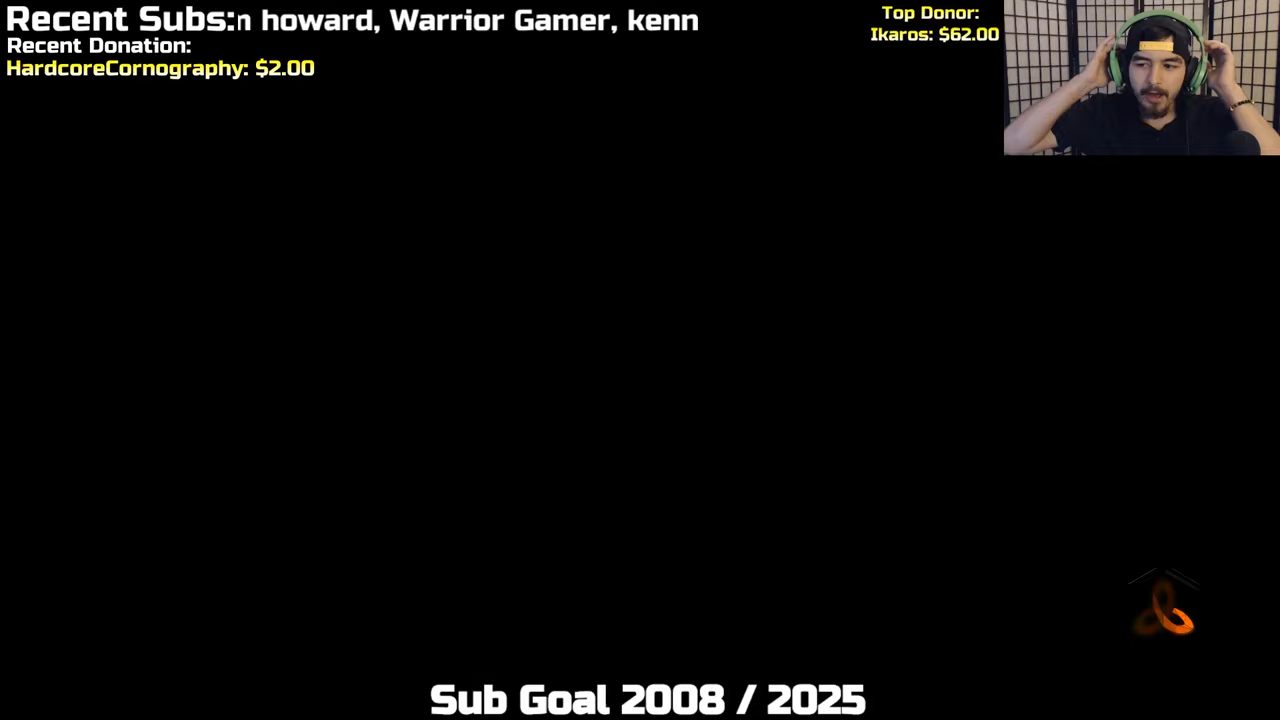 Recent Subs:n howard, Warrior Gamer, kenn
Recent Donation:
HardcoreCornography: $2.00
Top Donor:
Ikaros: $62.00
Sub Goal 2008 / 2025